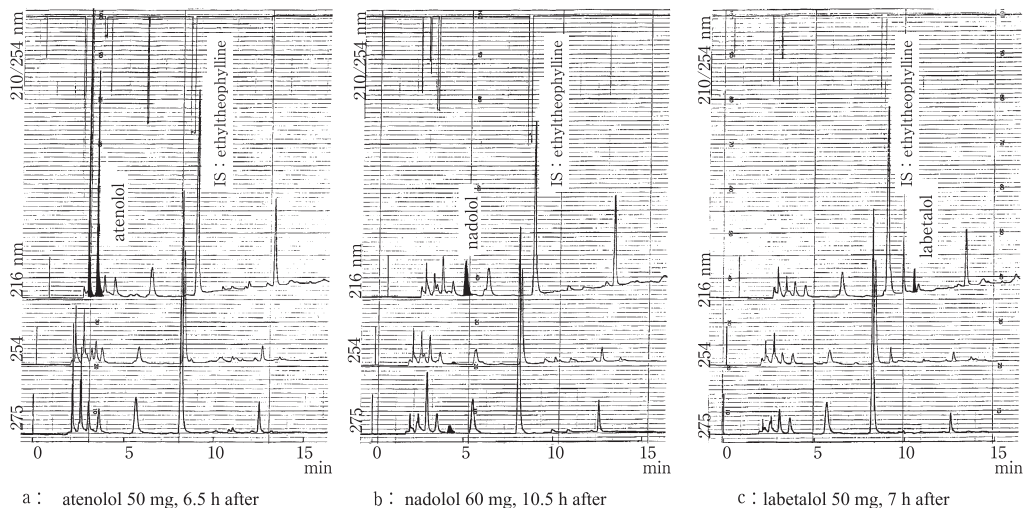 210/254 nm
216 nm
254
275
atenolol
IS : ethyltheophylline
0 5 10 15
min
a : atenolol 50 mg, 6.5 h after
210/254 nm
216 nm
254
275
nadolol
IS : ethyltheophylline
0 5 10 15
min
b : nadolol 60 mg, 10.5 h after
210/254 nm
216 nm
254
275
IS : ethyltheophylline
labetalol
0 5 10 15
min
c : labetalol 50 mg, 7 h after